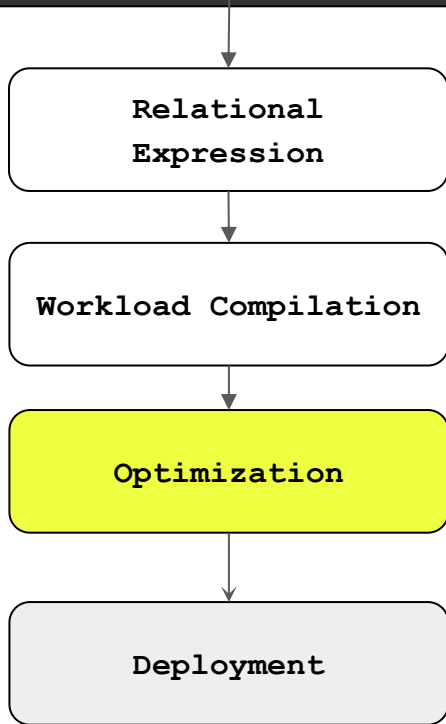 Relational
Expression
Workload Compilation
Optimization
Deployment